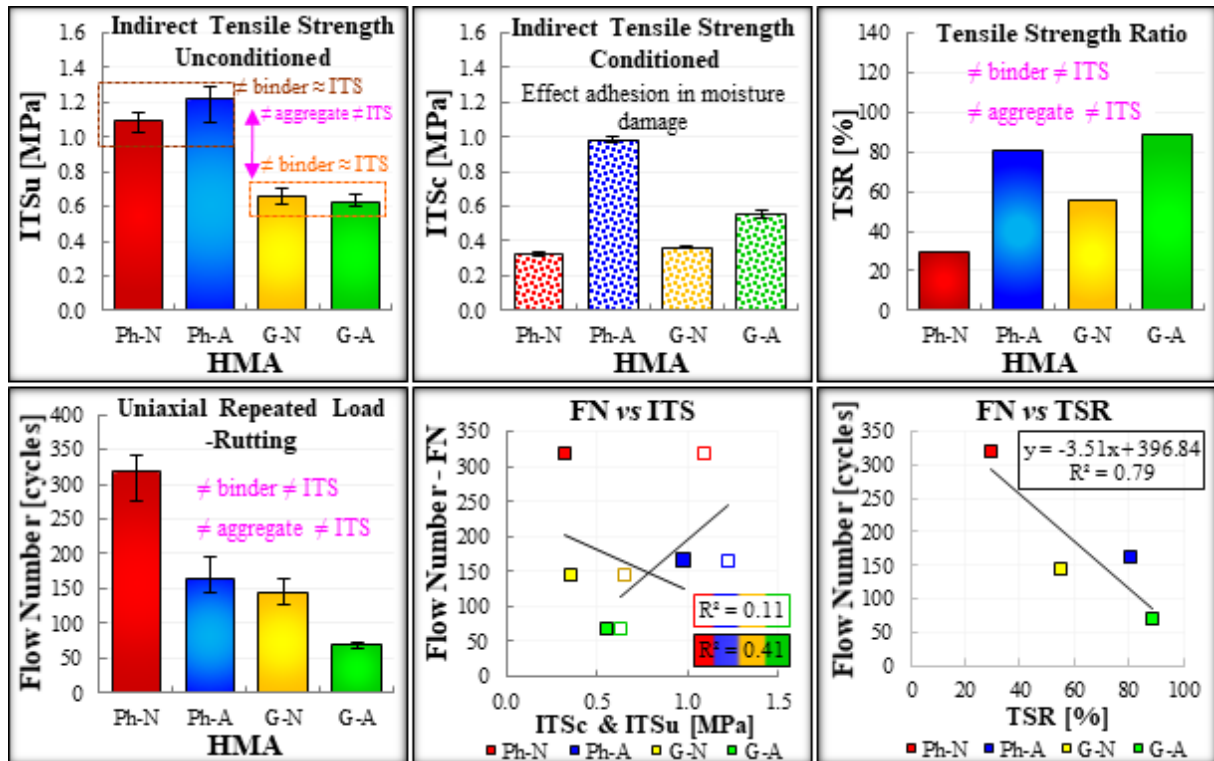 Indirect Tensile Strength
Unconditioned
≠ binder ≈ ITS
≠ aggregate ≠ ITS
≠ binder ≈ ITS
ITSu [MPa]
1.6
1.4
1.2
1.0
0.8
0.6
0.4
0.2
0.0
Ph-N Ph-A G-N G-A
HMA
Indirect Tensile Strength
Conditioned
Effect adhesion in moisture
damage
ITSc [MPa]
1.6
1.4
1.2
1.0
0.8
0.6
0.4
0.2
0.0
Ph-N Ph-A G-N G-A
HMA
Tensile Strength Ratio
≠ binder ≠ ITS
≠ aggregate ≠ ITS
TSR [%]
140
120
100
80
60
40
20
0
Ph-N Ph-A G-N G-A
HMA
Uniaxial Repeated Load
-Rutting
≠ binder ≠ ITS
≠ aggregate ≠ ITS
Flow Number [cycles]
400
350
300
250
200
150
100
50
0
Ph-N Ph-A G-N G-A
HMA
FN vs ITS
Flow Number - FN
350
300
250
200
150
100
50
0
R² = 0.11
R² = 0.41
0.0 0.5 1.0 1.5
ITSc & ITSu [MPa]
Ph-N Ph-A G-N G-A
FN vs TSR
y = -3.51x + 396.84
R² = 0.79
Flow Number [cycles]
350
300
250
200
150
100
50
0
0 20 40 60 80 100
TSR [%]
Ph-N Ph-A G-N G-A